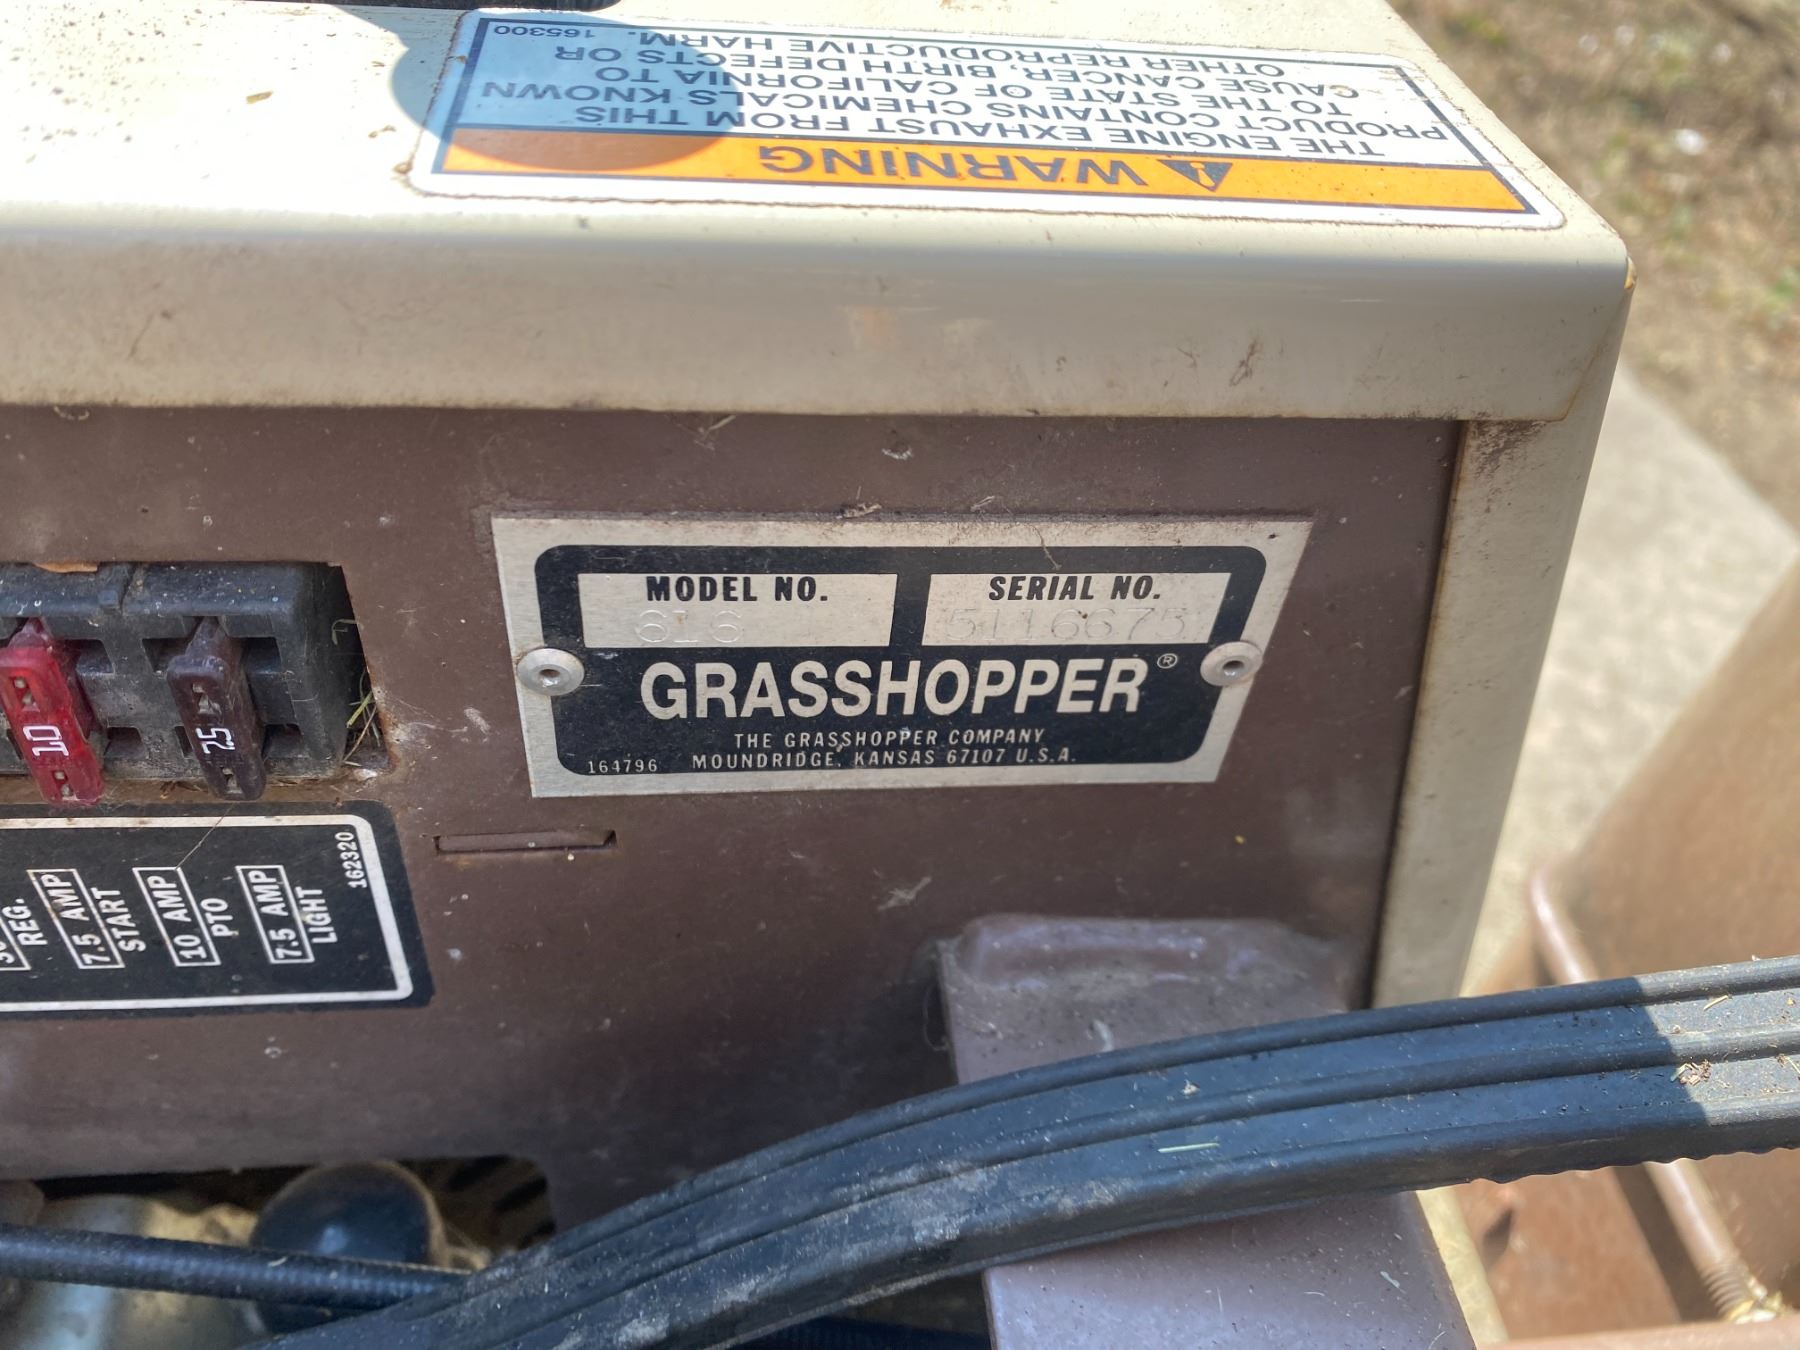 ⚠ WARNING
THE ENGINE EXHAUST FROM THIS
PRODUCT CONTAINS CHEMICALS KNOWN
TO THE STATE OF CALIFORNIA TO
CAUSE CANCER, BIRTH DEFECTS OR
OTHER REPRODUCTIVE HARM.
165300
MODEL NO. SERIAL NO.
616 5116675
GRASSHOPPER®
THE GRASSHOPPER COMPANY
164796 MOUNDRIDGE, KANSAS 67107 U.S.A.
10
7.5
REG.
7.5 AMP
START
10 AMP
PTO
7.5 AMP
LIGHT
162320